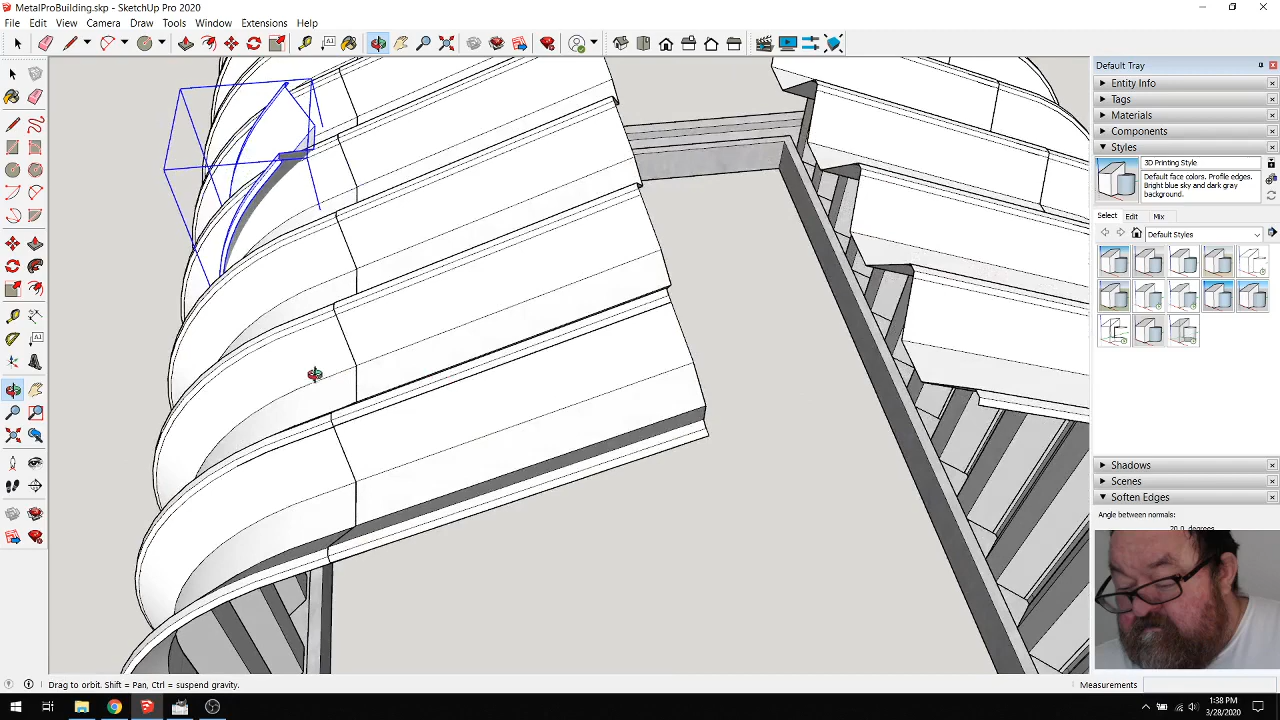 MetalProBuilding.skp - SketchUp Pro 2020
File Edit View Camera Draw Tools Window Extensions Help
Default Tray
Entity Info
Tags
Materials
Components
Styles
3D Printing Style
Default face colors. Profile edges.
Bright blue sky and dark gray
background.
Select Edit Mix
Default Styles
Shadows
Scenes
Soften Edges
Angle between normals:
20.0 degrees
Drag to orbit. Shift = Pan, Ctrl = suspend gravity.
Measurements
1:38 PM
3/28/2020